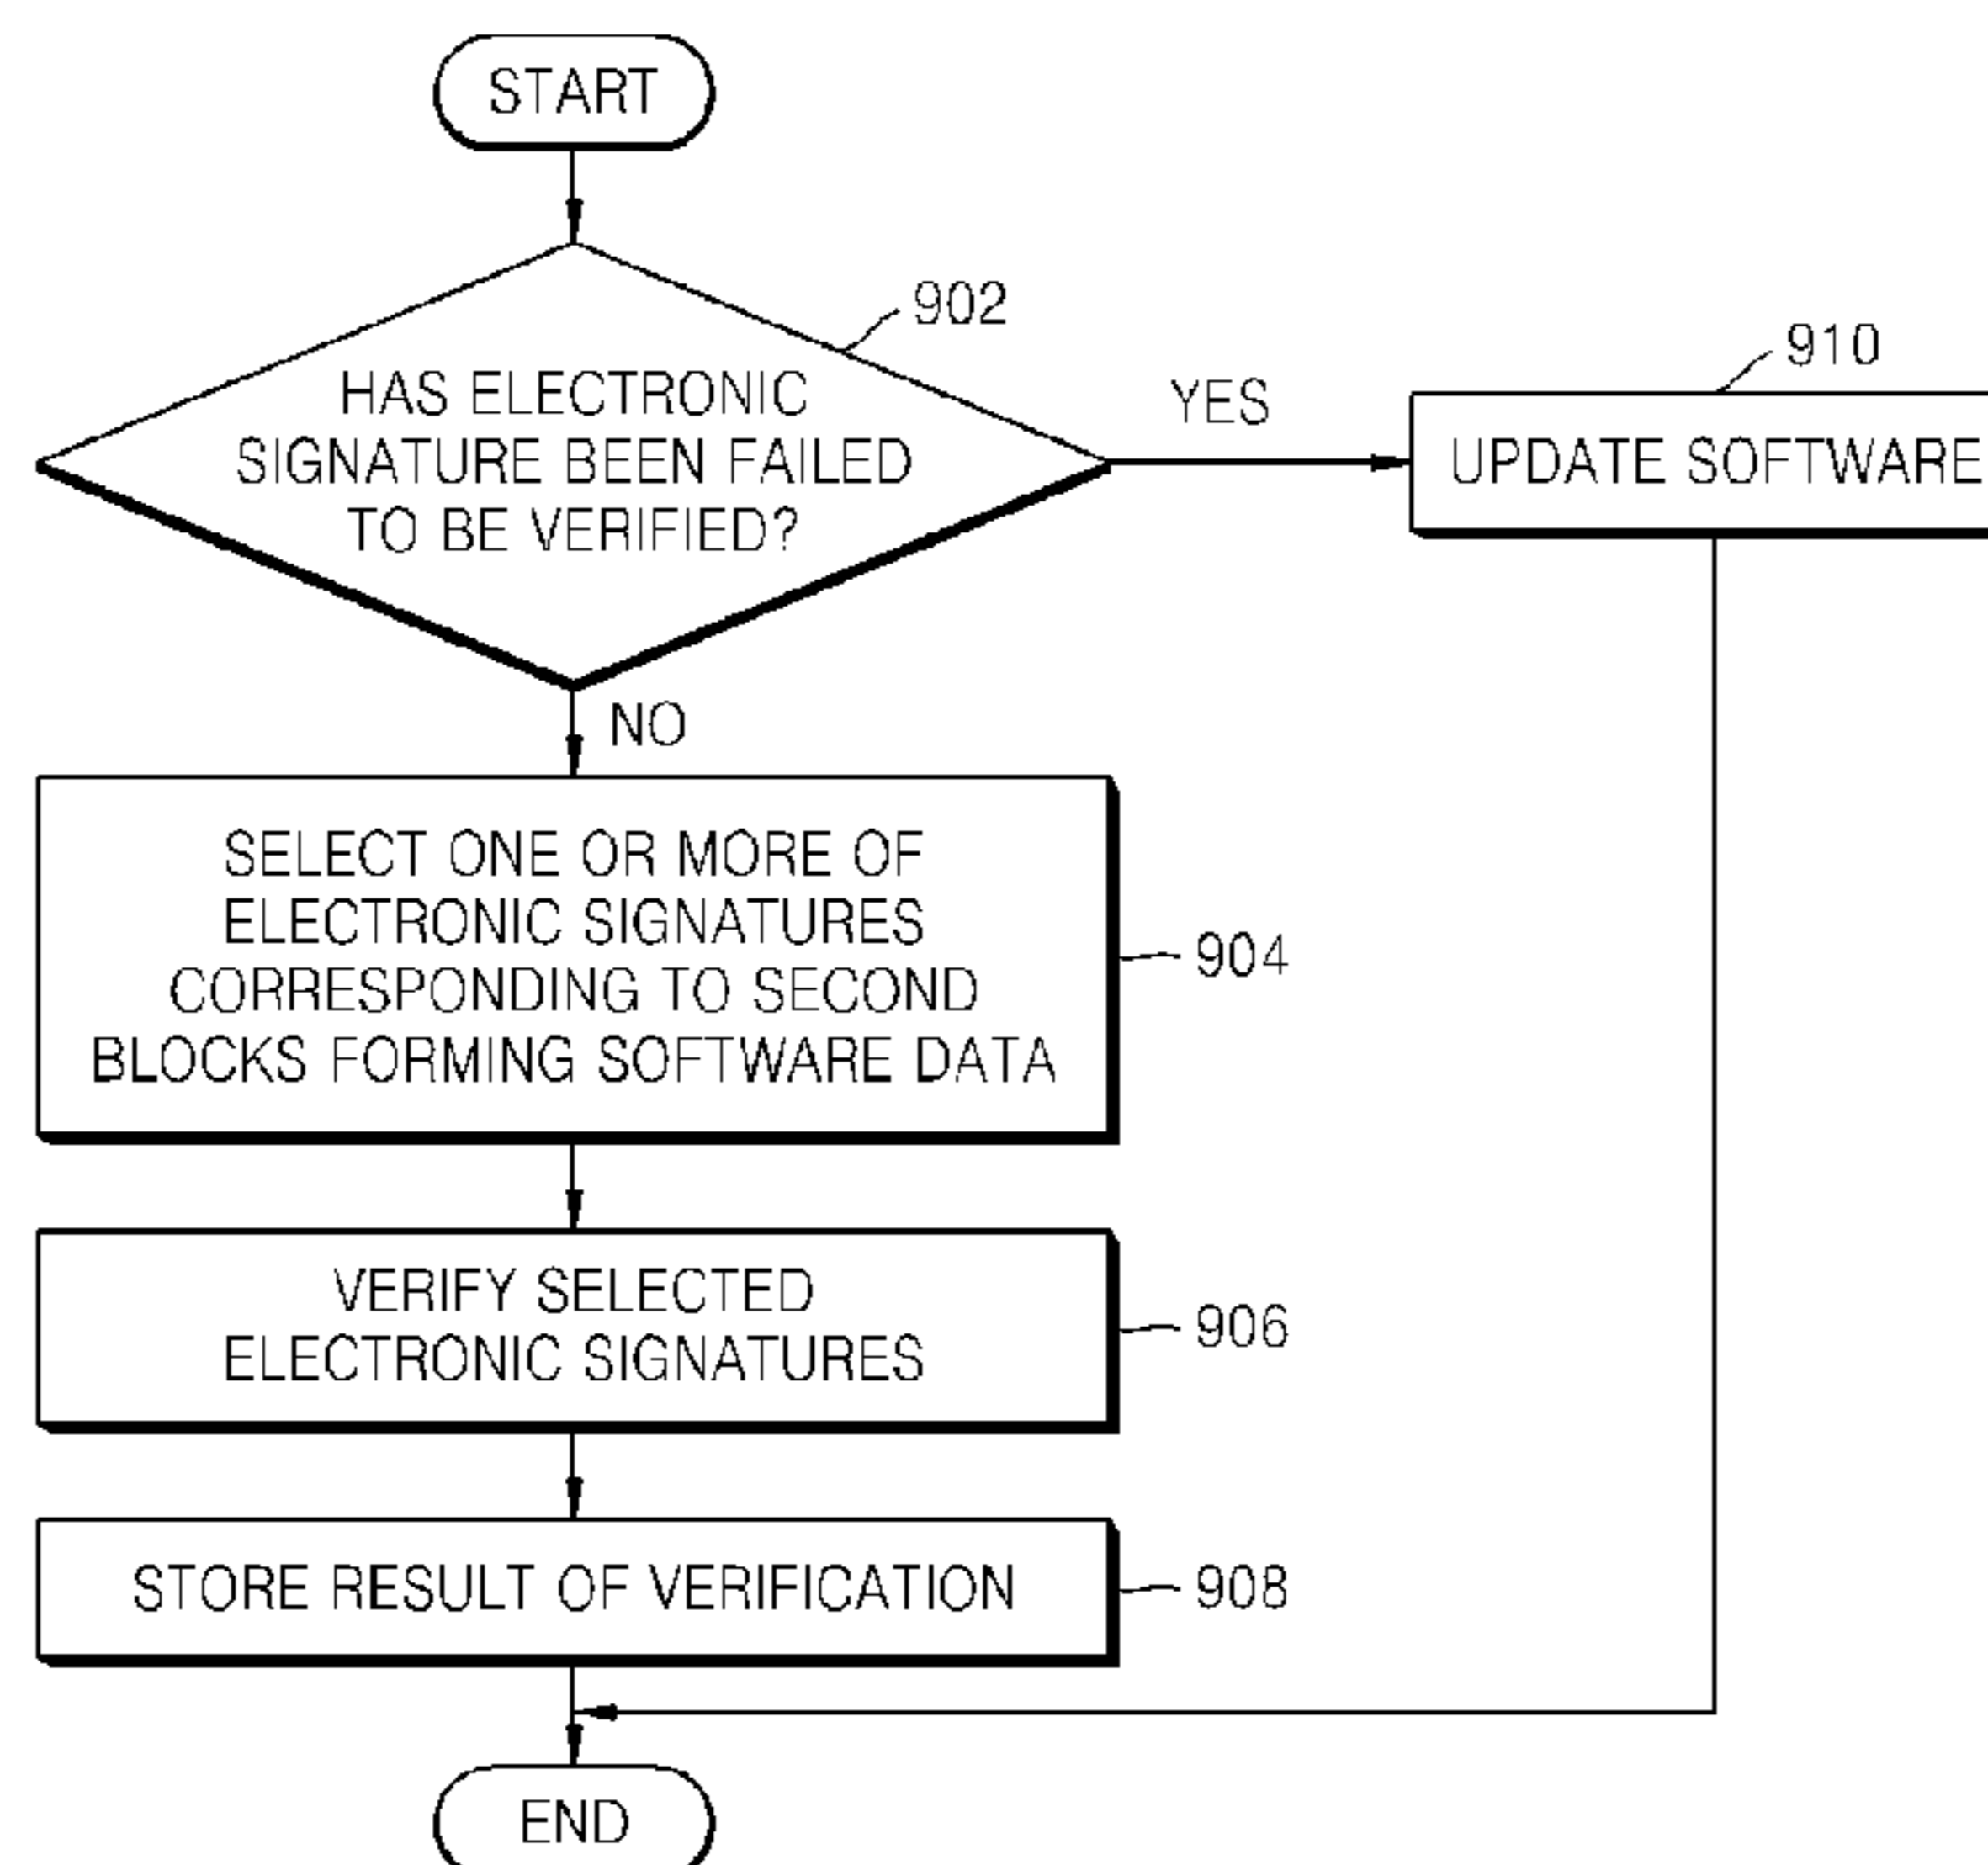 START
902
HAS ELECTRONIC
SIGNATURE BEEN FAILED
TO BE VERIFIED?
YES
910
UPDATE SOFTWARE
NO
SELECT ONE OR MORE OF
ELECTRONIC SIGNATURES
CORRESPONDING TO SECOND
BLOCKS FORMING SOFTWARE DATA
904
VERIFY SELECTED
ELECTRONIC SIGNATURES
906
STORE RESULT OF VERIFICATION
908
END